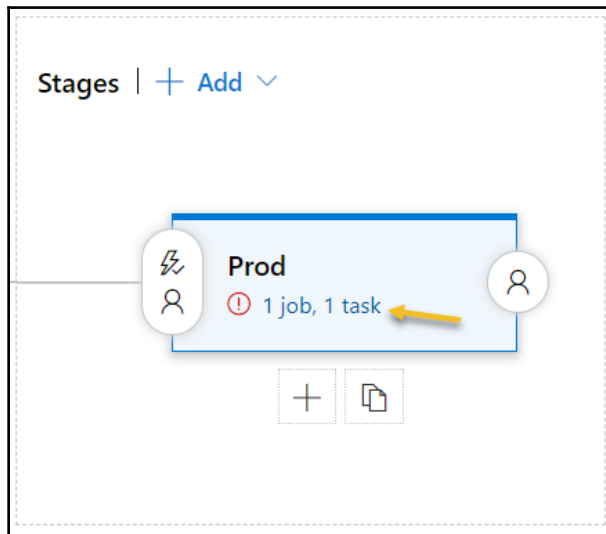 Stages | + Add
Prod
1 job, 1 task